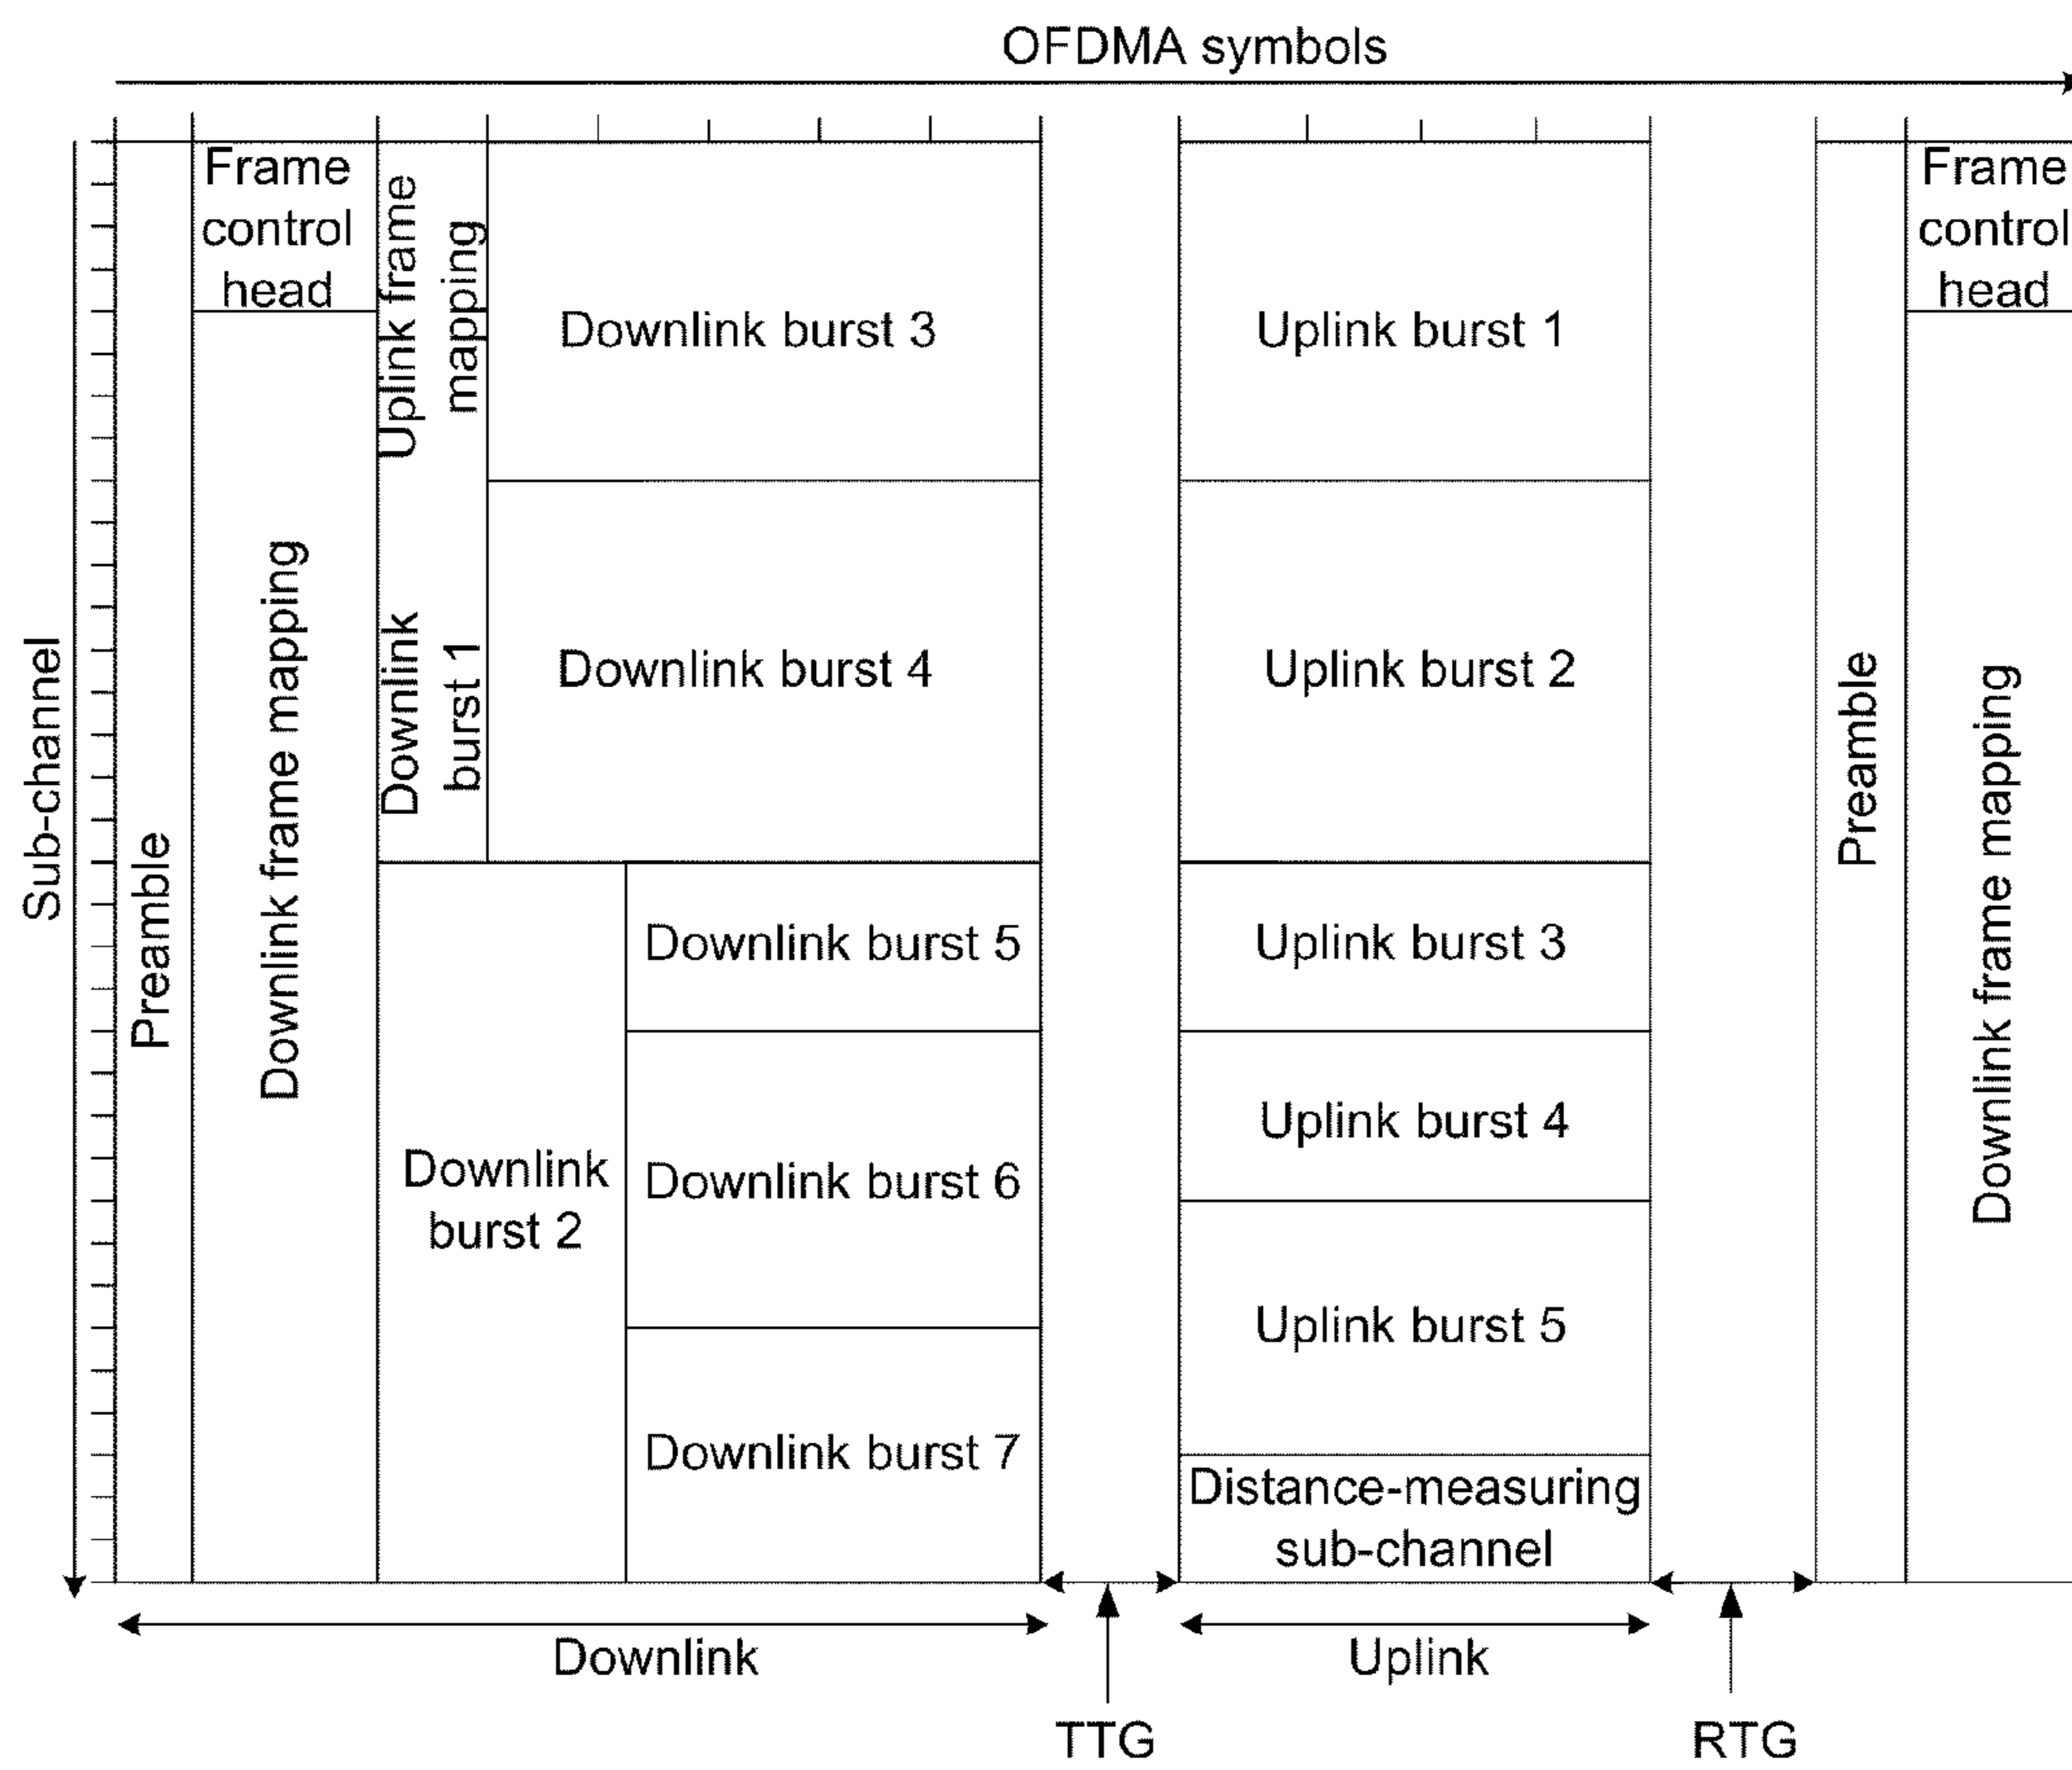 OFDMA symbols
Sub-channel
Preamble
Frame
control
head
Downlink frame mapping
Uplink frame
mapping
Downlink
burst 1
Downlink burst 3
Downlink burst 4
Downlink
burst 2
Downlink burst 5
Downlink burst 6
Downlink burst 7
Uplink burst 1
Uplink burst 2
Uplink burst 3
Uplink burst 4
Uplink burst 5
Distance-measuring
sub-channel
Preamble
Frame
control
head
Downlink frame mapping
Downlink
Uplink
TTG
RTG